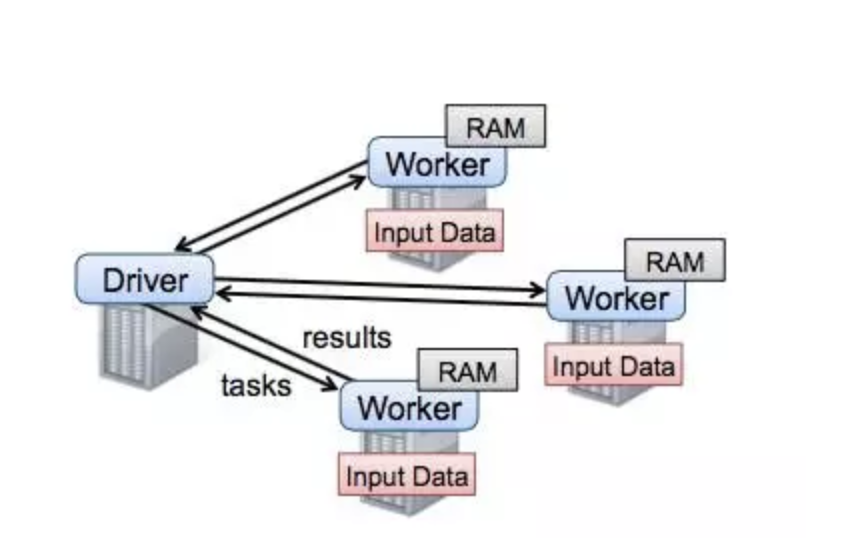 RAM
Worker
Input Data
RAM
Driver
Worker
results
Input Data
tasks
RAM
Worker
Input Data